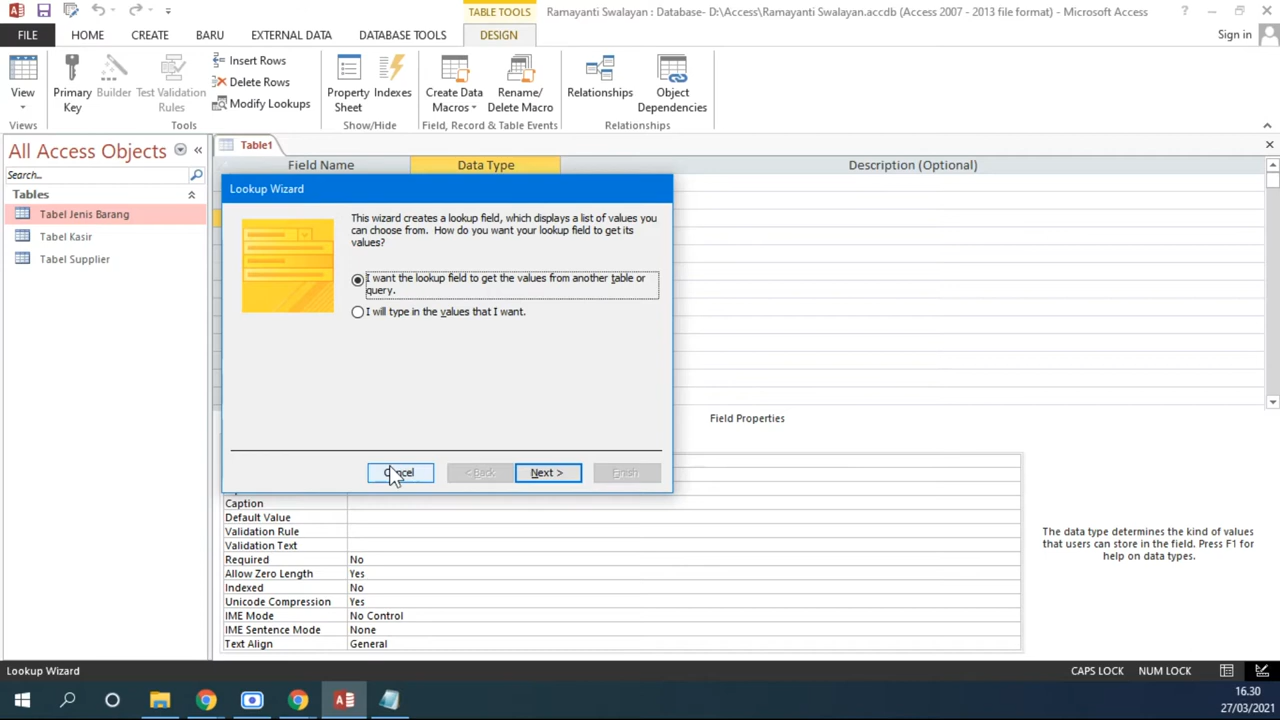 TABLE TOOLS
Ramayanti Swalayan : Database- D:\Access\Ramayanti Swalayan.accdb (Access 2007 - 2013 file format) - Microsoft Access
?
FILE HOME CREATE BARU EXTERNAL DATA DATABASE TOOLS DESIGN
Sign in
View
Primary Key
Builder
Test Validation Rules
Insert Rows
Delete Rows
Modify Lookups
Property Sheet
Indexes
Create Data Macros
Rename/ Delete Macro
Relationships
Object Dependencies
Views
Tools
Show/Hide
Field, Record & Table Events
Relationships
All Access Objects
Search...
Tables
Tabel Jenis Barang
Tabel Kasir
Tabel Supplier
Table1
Field Name Data Type Description (Optional)
Lookup Wizard
This wizard creates a lookup field, which displays a list of values you
can choose from. How do you want your lookup field to get its
values?
I want the lookup field to get the values from another table or
query.
I will type in the values that I want.
Cancel < Back Next > Finish
Field Properties
Caption
Default Value
Validation Rule
Validation Text
Required No
Allow Zero Length Yes
Indexed No
Unicode Compression Yes
IME Mode No Control
IME Sentence Mode None
Text Align General
The data type determines the kind of values
that users can store in the field. Press F1 for
help on data types.
Lookup Wizard
CAPS LOCK NUM LOCK
16.30
27/03/2021